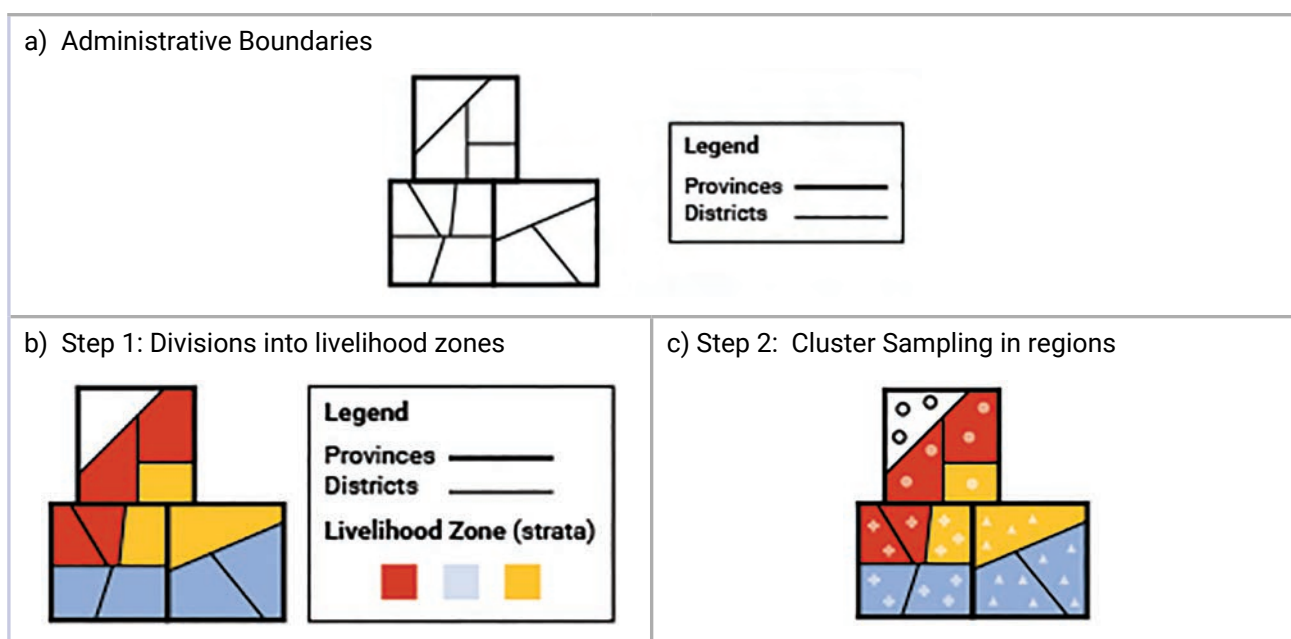 a) Administrative Boundaries
Legend
Provinces
Districts
b) Step 1: Divisions into livelihood zones
Legend
Provinces
Districts
Livelihood Zone (strata)
c) Step 2: Cluster Sampling in regions